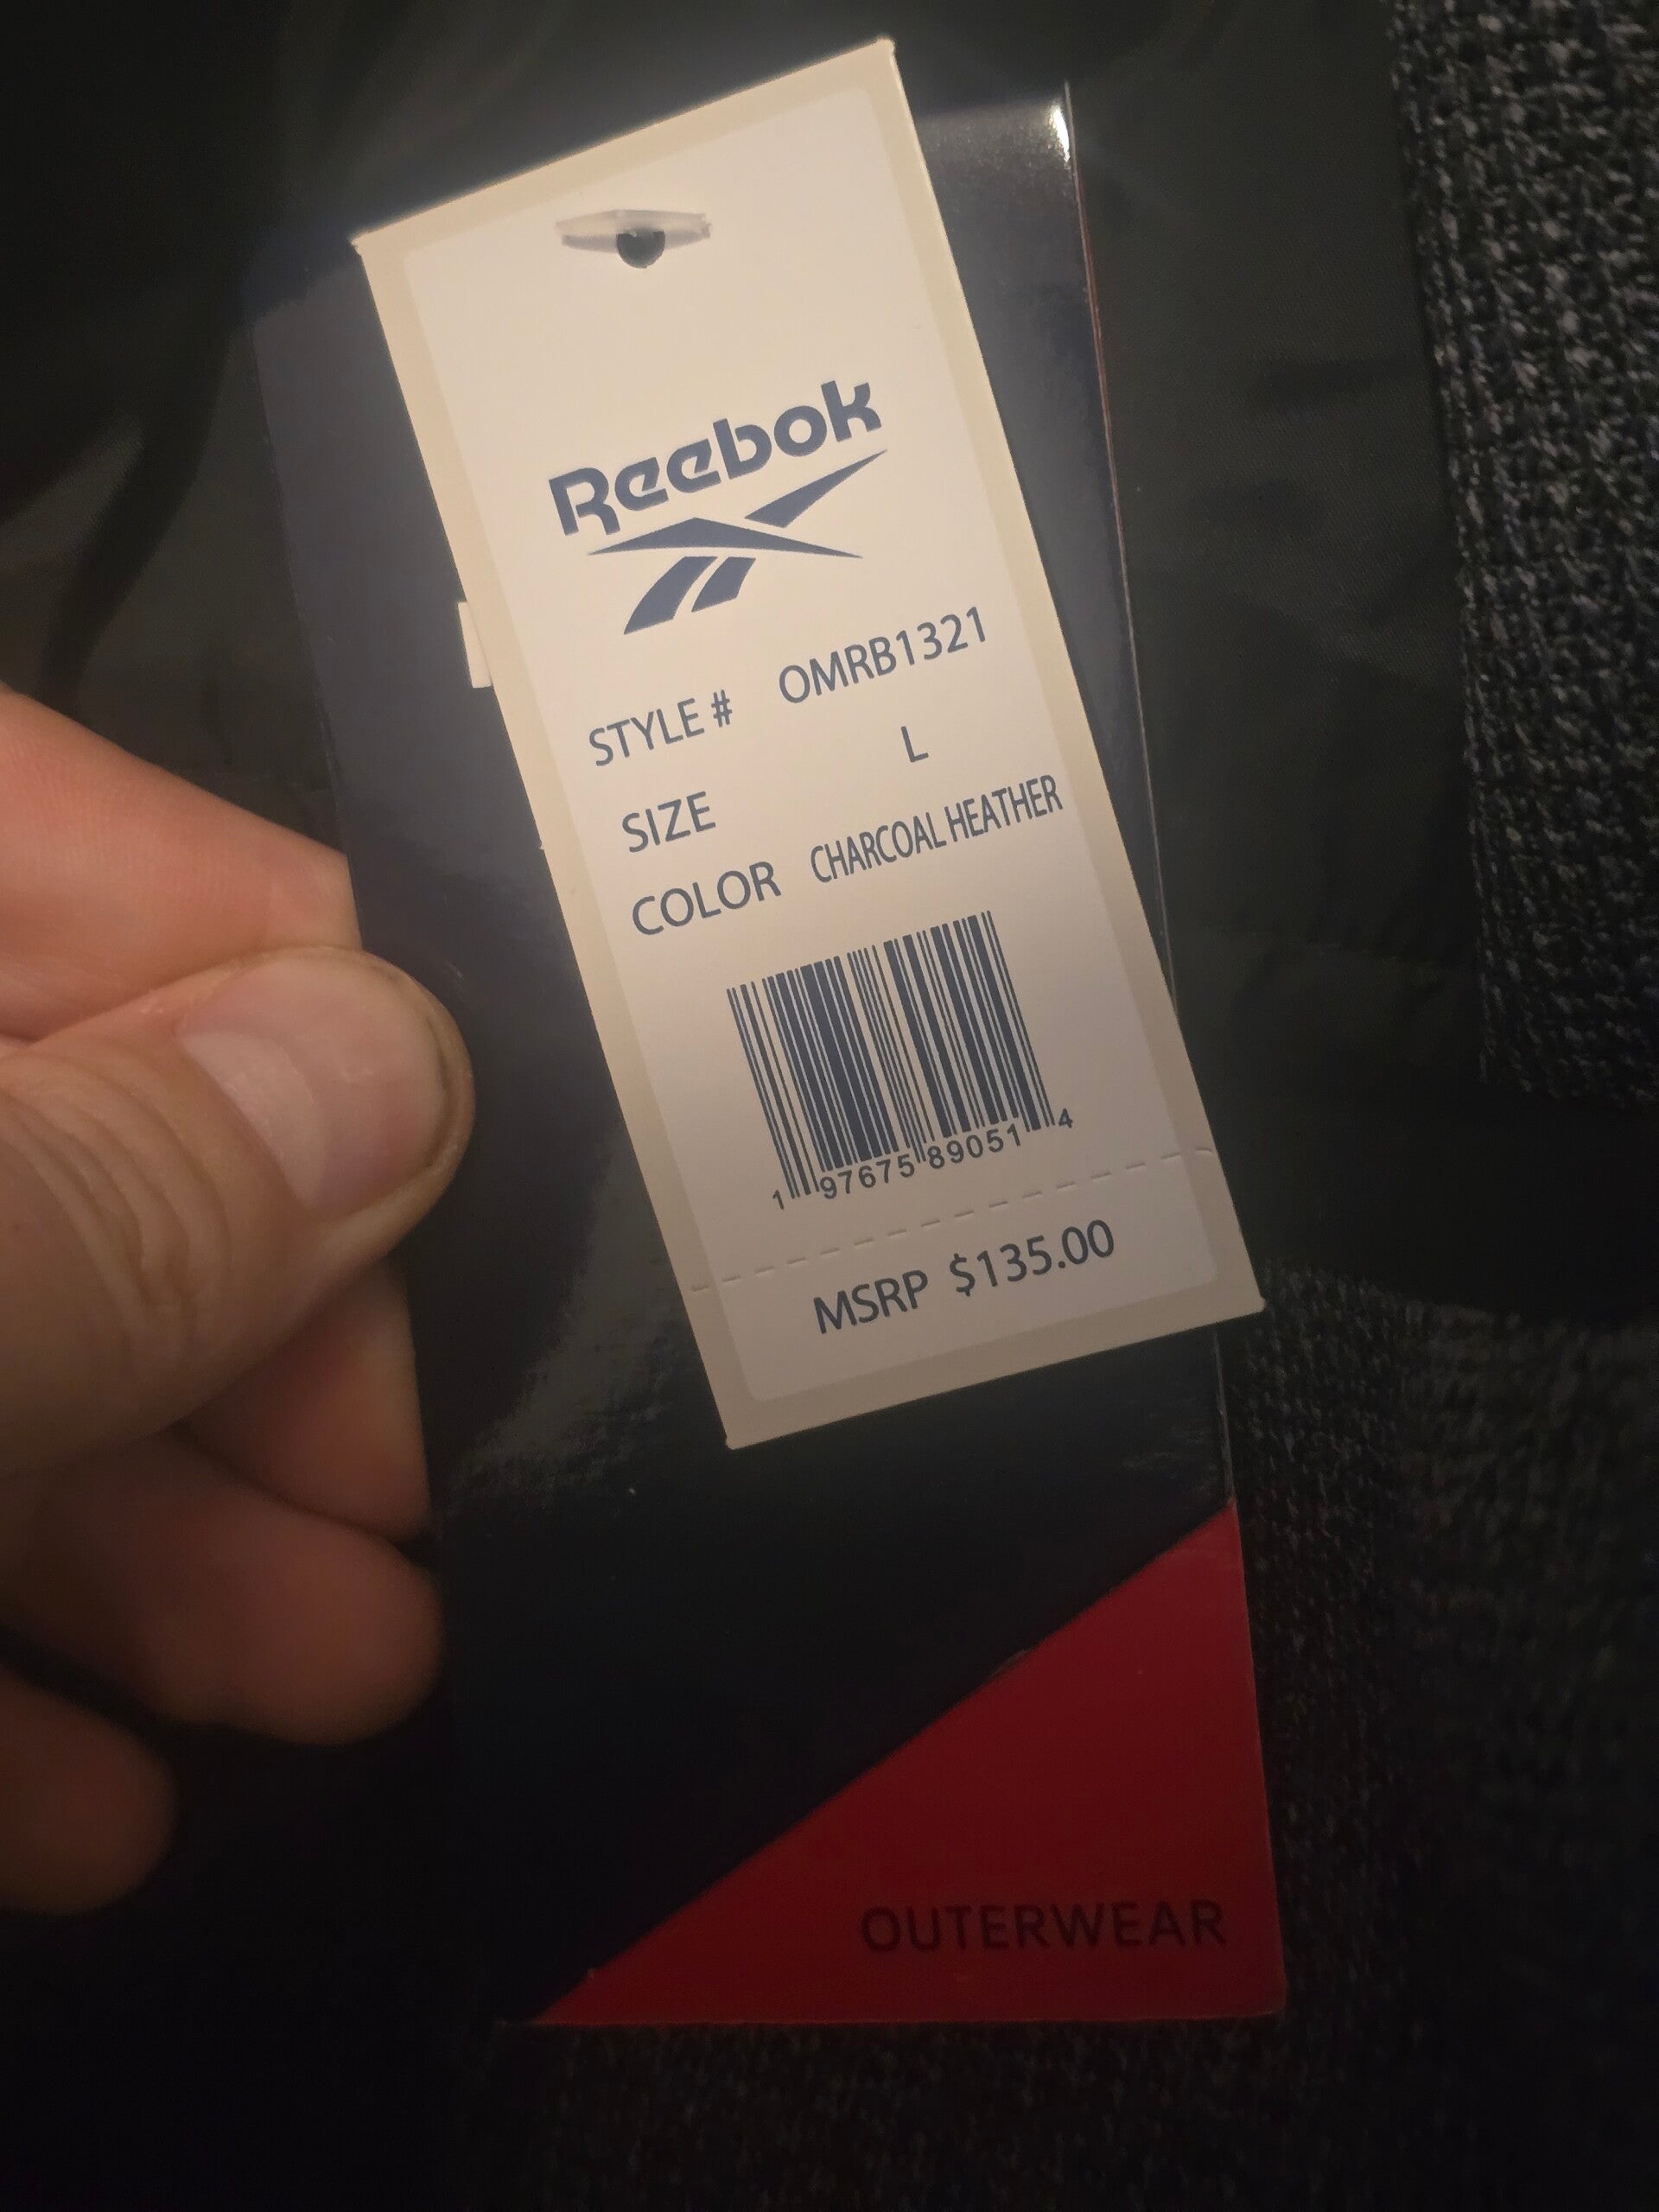 Reebok
STYLE # OMRB1321
SIZE L
COLOR CHARCOAL HEATHER
1 97675 89051 4
MSRP $135.00
OUTERWEAR